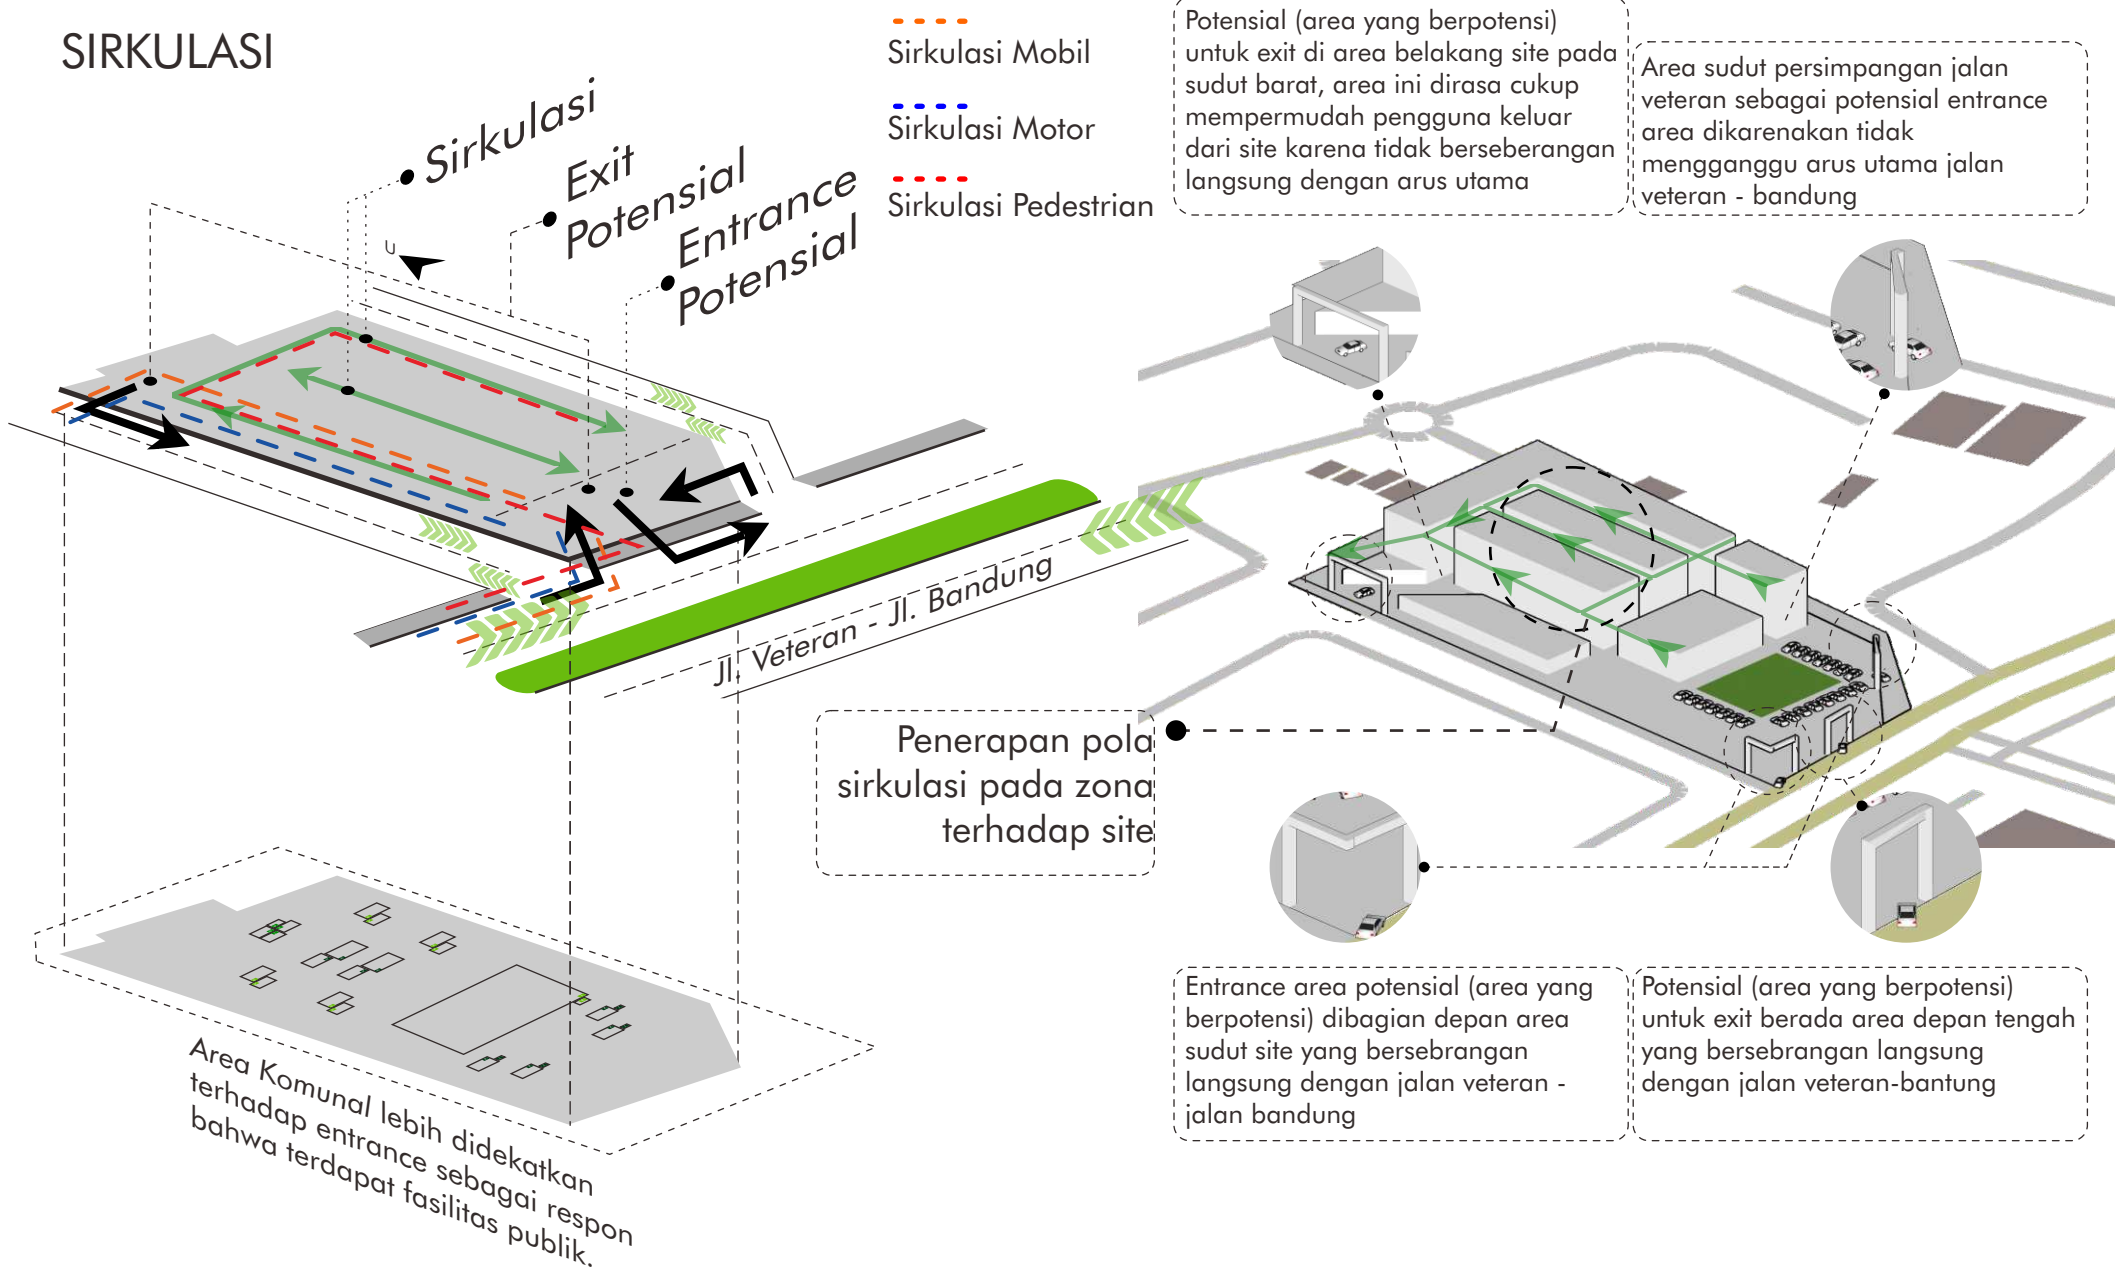 SIRKULASI
Sirkulasi
Exit
Potensial
Entrance
Potensial
U
Sirkulasi Mobil
Sirkulasi Motor
Sirkulasi Pedestrian
Potensial (area yang berpotensi)
untuk exit di area belakang site pada
sudut barat, area ini dirasa cukup
mempermudah pengguna keluar
dari site karena tidak berseberangan
langsung dengan arus utama
Area sudut persimpangan jalan
veteran sebagai potensial entrance
area dikarenakan tidak
mengganggu arus utama jalan
veteran - bandung
Jl. Veteran - Jl. Bandung
Penerapan pola
sirkulasi pada zona
terhadap site
Area Komunal lebih didekatkan
terhadap entrance sebagai respon
bahwa terdapat fasilitas publik.
Entrance area potensial (area yang
berpotensi) dibagian depan area
sudut site yang bersebrangan
langsung dengan jalan veteran -
jalan bandung
Potensial (area yang berpotensi)
untuk exit berada area depan tengah
yang bersebrangan langsung
dengan jalan veteran-bantung